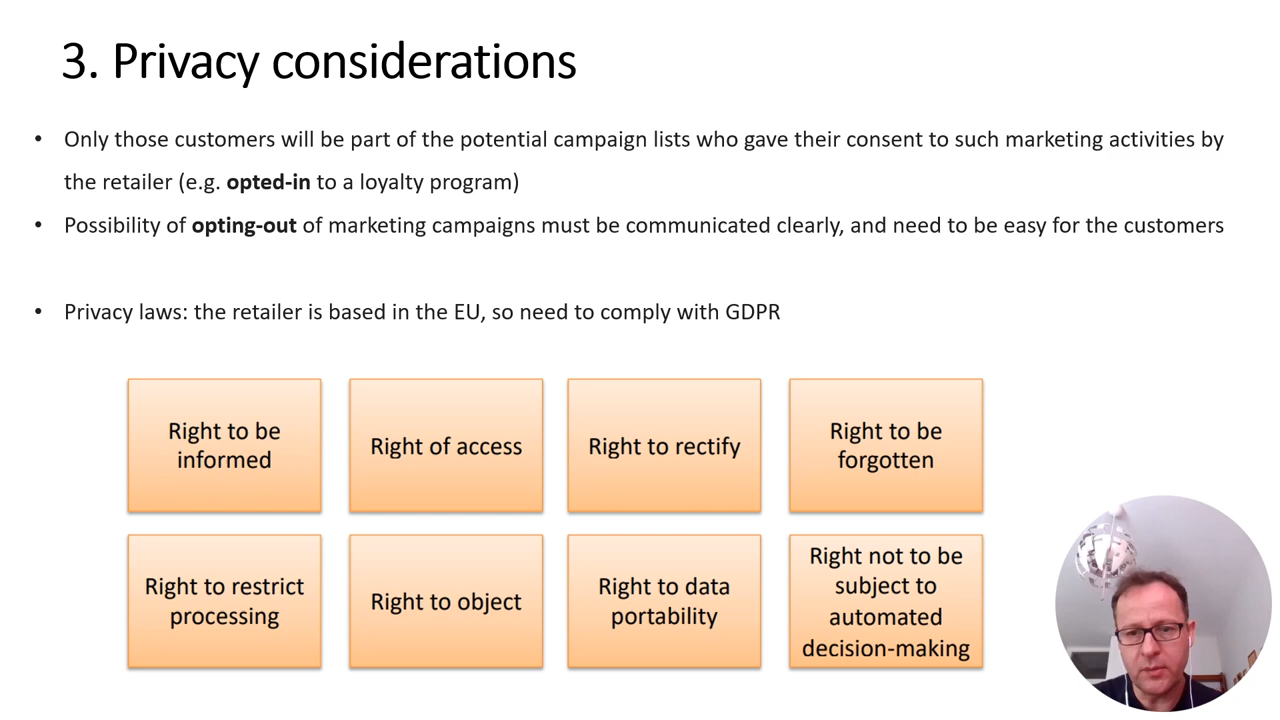 3. Privacy considerations
• Only those customers will be part of the potential campaign lists who gave their consent to such marketing activities by
the retailer (e.g. opted-in to a loyalty program)
• Possibility of opting-out of marketing campaigns must be communicated clearly, and need to be easy for the customers
• Privacy laws: the retailer is based in the EU, so need to comply with GDPR
Right to be
informed
Right of access
Right to rectify
Right to be
forgotten
Right to restrict
processing
Right to object
Right to data
portability
Right not to be
subject to
automated
decision-making